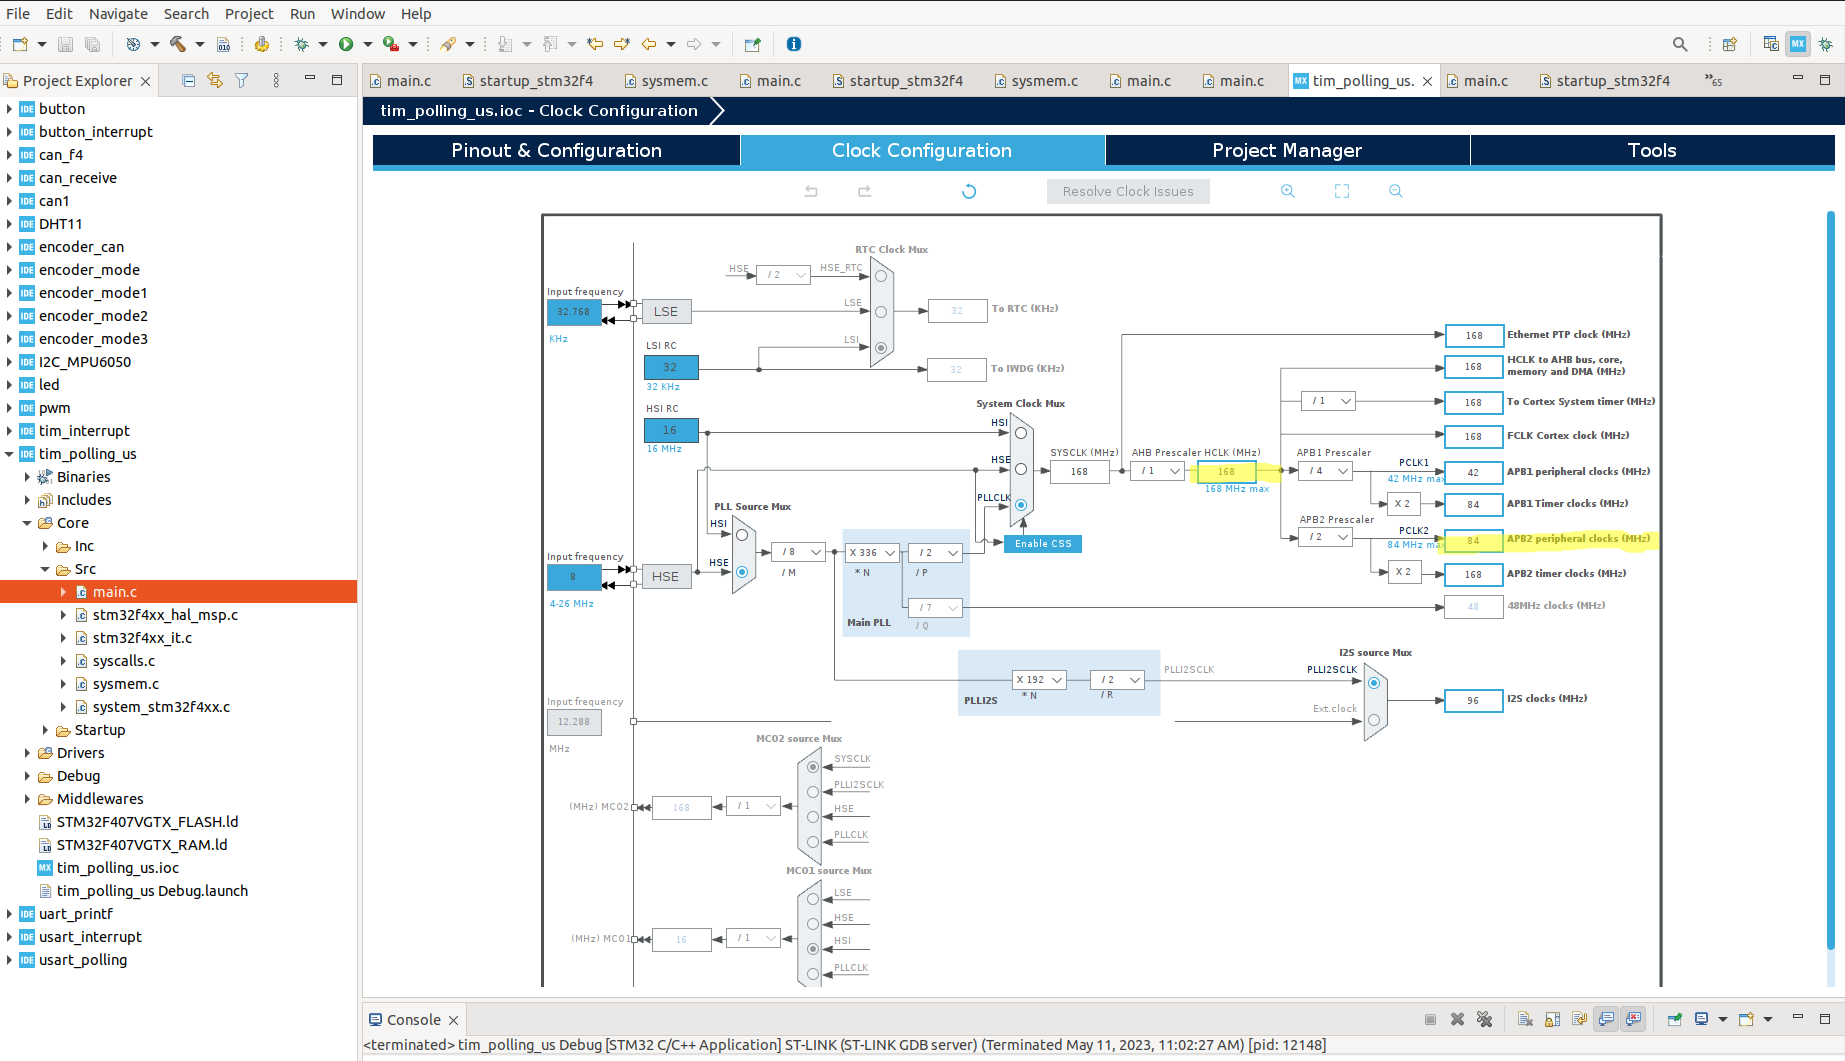 File Edit Navigate Search Project Run Window Help
Project Explorer
button
button_interrupt
can_f4
can_receive
can1
DHT11
encoder_can
encoder_mode
encoder_mode1
encoder_mode2
encoder_mode3
I2C_MPU6050
led
pwm
tim_interrupt
tim_polling_us
Binaries
Includes
Core
Inc
Src
main.c
stm32f4xx_hal_msp.c
stm32f4xx_it.c
syscalls.c
sysmem.c
system_stm32f4xx.c
Startup
Drivers
Debug
Middlewares
STM32F407VGTX_FLASH.ld
STM32F407VGTX_RAM.ld
tim_polling_us.ioc
tim_polling_us Debug.launch
uart_printf
usart_interrupt
usart_polling
main.c startup_stm32f4 sysmem.c main.c startup_stm32f4 sysmem.c main.c main.c tim_polling_us. main.c startup_stm32f4 »65
tim_polling_us.ioc - Clock Configuration
Pinout & Configuration Clock Configuration Project Manager Tools
Resolve Clock Issues
RTC Clock Mux
HSE / 2 HSE_RTC
Input frequency
32.768 LSE LSE 32 To RTC (KHz)
KHz
LSI RC LSI
32 32 To IWDG (KHz)
32 KHz
HSI RC
16
16 MHz
System Clock Mux
HSI
HSE
PLLCLK
Enable CSS
SYSCLK (MHz)
168
AHB Prescaler
/ 1
HCLK (MHz)
168
168 MHz max
168 Ethernet PTP clock (MHz)
168 HCLK to AHB bus, core,
memory and DMA (MHz)
/ 1 168 To Cortex System timer (MHz)
168 FCLK Cortex clock (MHz)
APB1 Prescaler
/ 4 PCLK1 42 APB1 peripheral clocks (MHz)
42 MHz max
X 2 84 APB1 Timer clocks (MHz)
APB2 Prescaler
/ 2 PCLK2 84 APB2 peripheral clocks (MHz)
84 MHz max
X 2 168 APB2 timer clocks (MHz)
48 48MHz clocks (MHz)
PLL Source Mux
HSI
HSE
Input frequency
8 HSE
4-26 MHz
/ 8
/ M
X 336
* N
/ 2
/ P
/ 7
/ Q
Main PLL
X 192
* N
/ 2
/ R
PLLI2S
PLLI2SCLK
I2S source Mux
PLLI2SCLK
Ext.clock
96 I2S clocks (MHz)
Input frequency
12.288
MHz
MCO2 source Mux
SYSCLK
PLLI2SCLK
HSE
PLLCLK
(MHz) MCO2 168 / 1
MCO1 source Mux
LSE
HSE
HSI
PLLCLK
(MHz) MCO1 16 / 1
Console
<terminated> tim_polling_us Debug [STM32 C/C++ Application] ST-LINK (ST-LINK GDB server) (Terminated May 11, 2023, 11:02:27 AM) [pid: 12148]